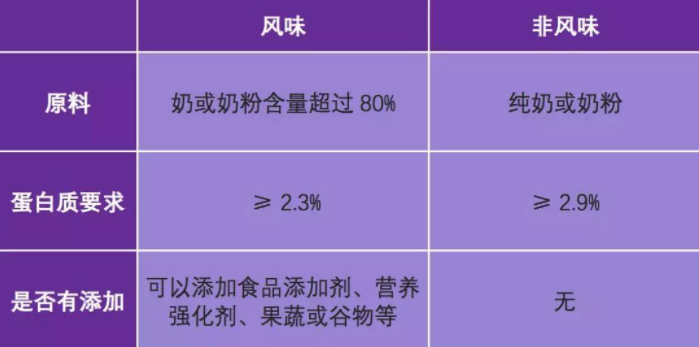 风味 非风味
原料 奶或奶粉含量超过 80% 纯奶或奶粉
蛋白质要求 ⩾ 2.3% ⩾ 2.9%
是否有添加 可以添加食品添加剂、营养
强化剂、果蔬或谷物等 无